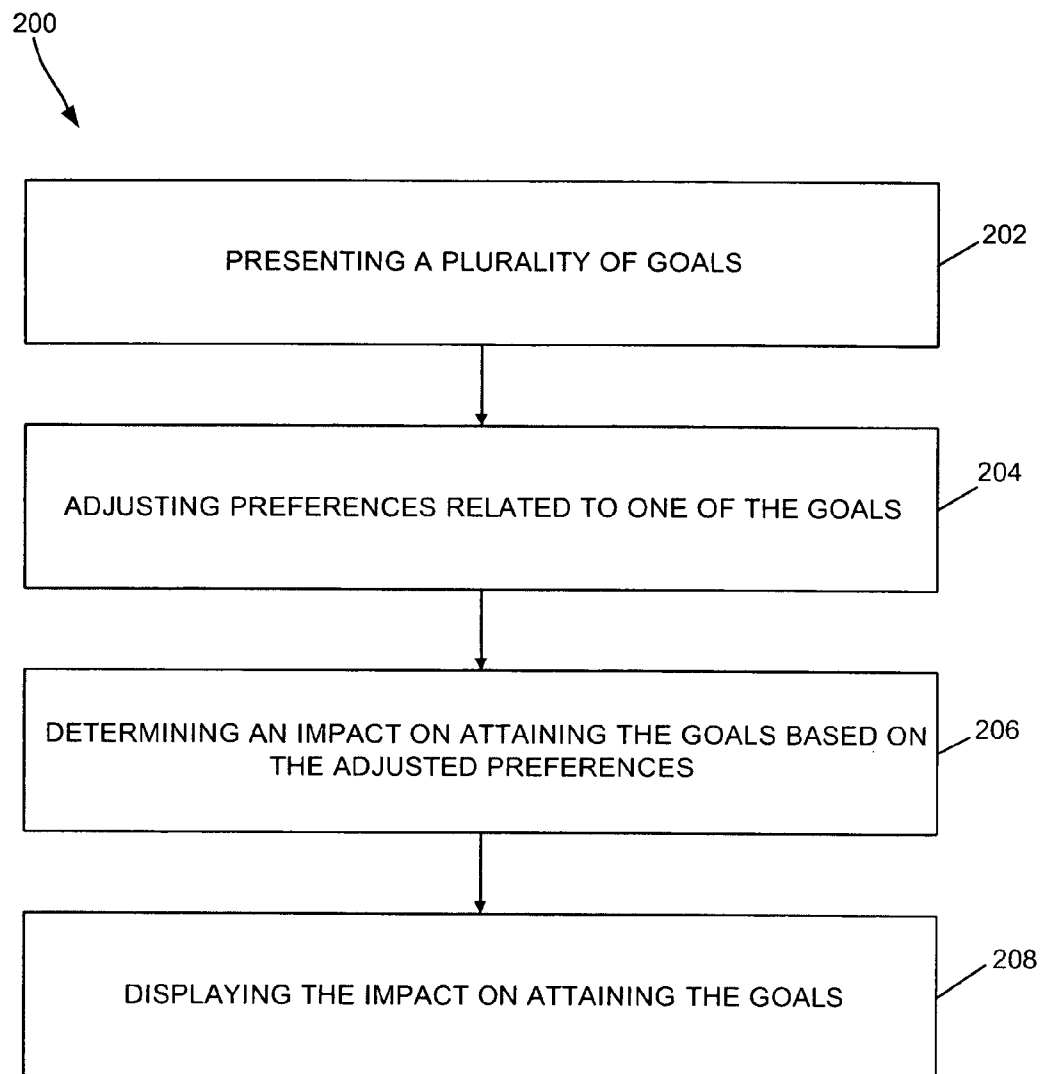 200
PRESENTING A PLURALITY OF GOALS
202
ADJUSTING PREFERENCES RELATED TO ONE OF THE GOALS
204
DETERMINING AN IMPACT ON ATTAINING THE GOALS BASED ON
THE ADJUSTED PREFERENCES
206
DISPLAYING THE IMPACT ON ATTAINING THE GOALS
208